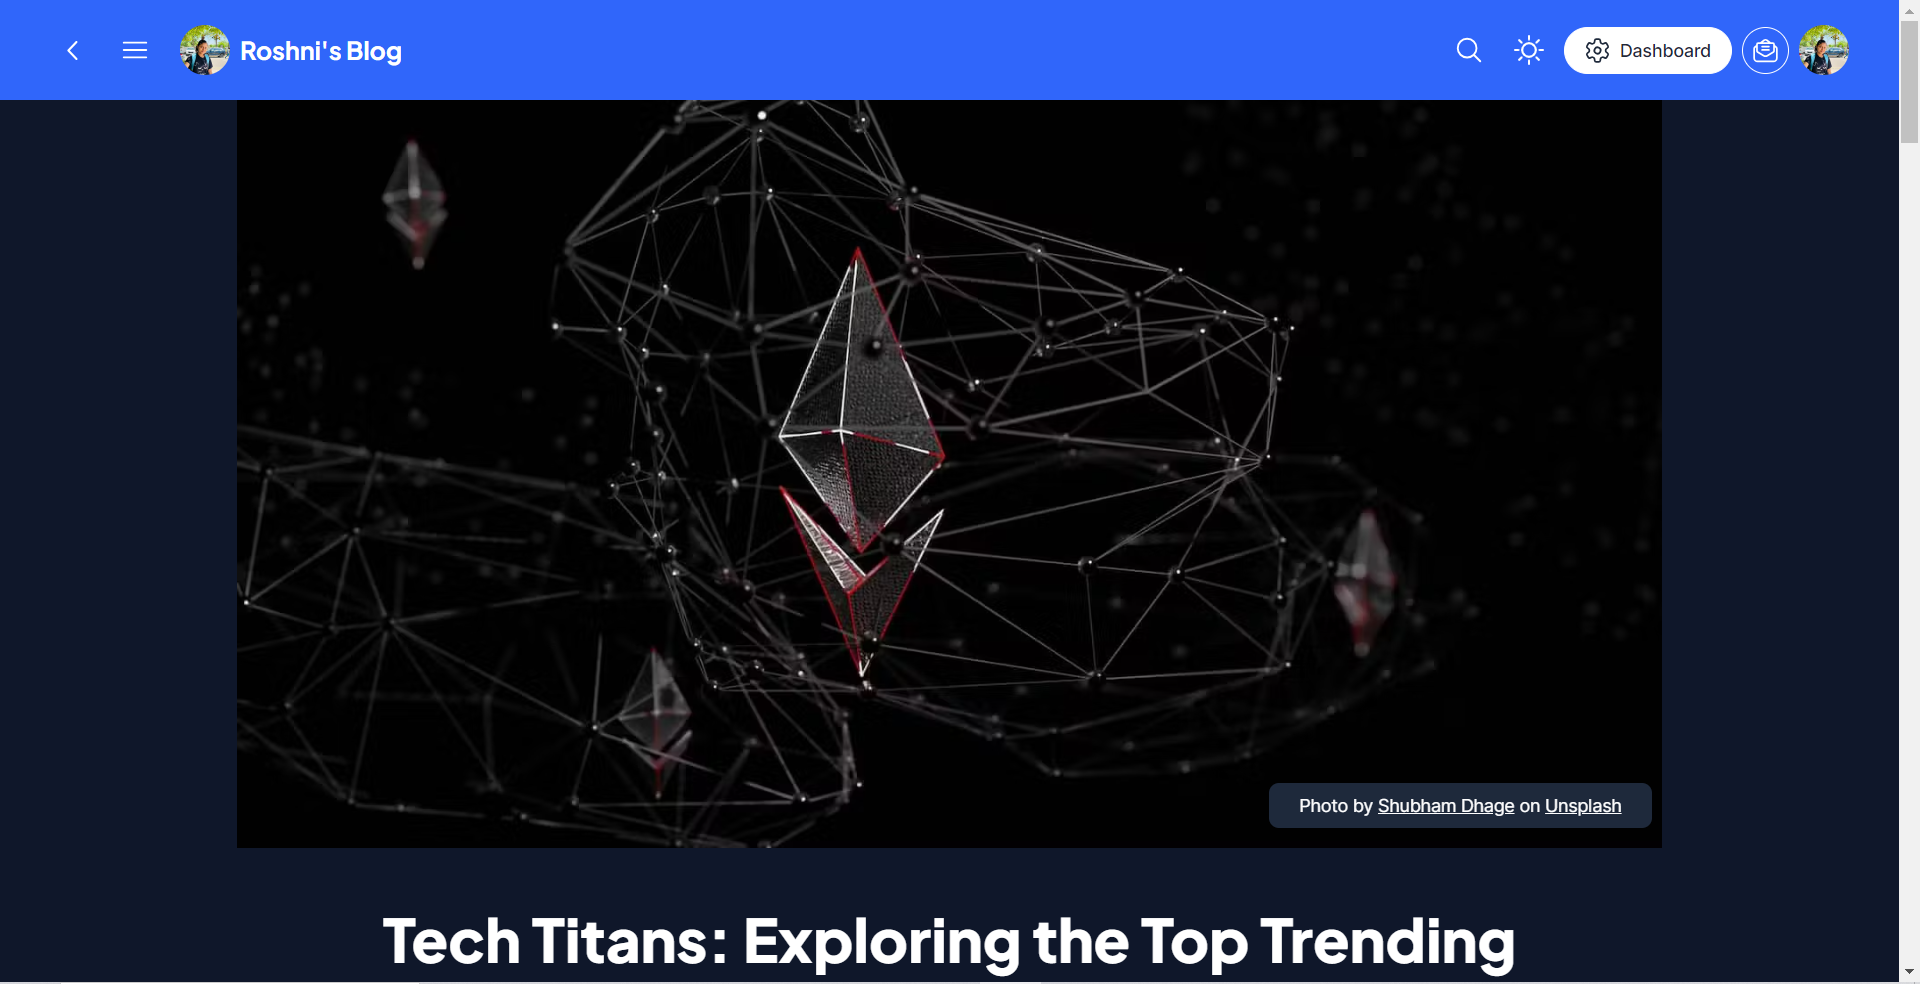 Roshni's Blog
Dashboard
Photo by Shubham Dhage on Unsplash
Tech Titans: Exploring the Top Trending